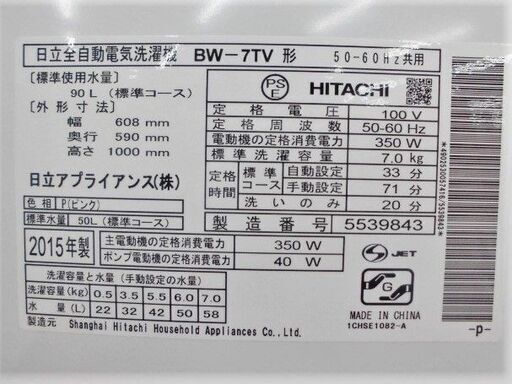 日立全自動電気洗濯機 BW－7TV 形 50-60Hz共用
[標準使用水量]
90L (標準コース)
[外形寸法]
幅 608 mm
奥行 590 mm
高さ 1000 mm
日立アプライアンス(株)
色相 P(ピンク)
標準水量 50L (標準コース)
PS
E
HITACHI
定格電圧 100 V
定格周波数 50-60 Hz
電動機の定格消費電力 350 W
標準洗濯容量 7.0 kg
定格時間 標準コース 自動設定 33 分
手動設定 71 分
洗い 20 分
製造番号 5539843
2015年製
主電動機の定格消費電力 350 W
ポンプ電動機の定格消費電力 40 W
S JET
洗濯容量と水量 (手動設定の水量)
洗濯容量(kg) 0.5 3.5 5.5 6.0 7.0
水量 (L) 22 32 42 50 58
製造元 Shanghai Hitachi Household Appliances Co., Ltd.
G
MADE IN CHINA
1CHSE1082-A
-p-
*4902530057416/5539843*